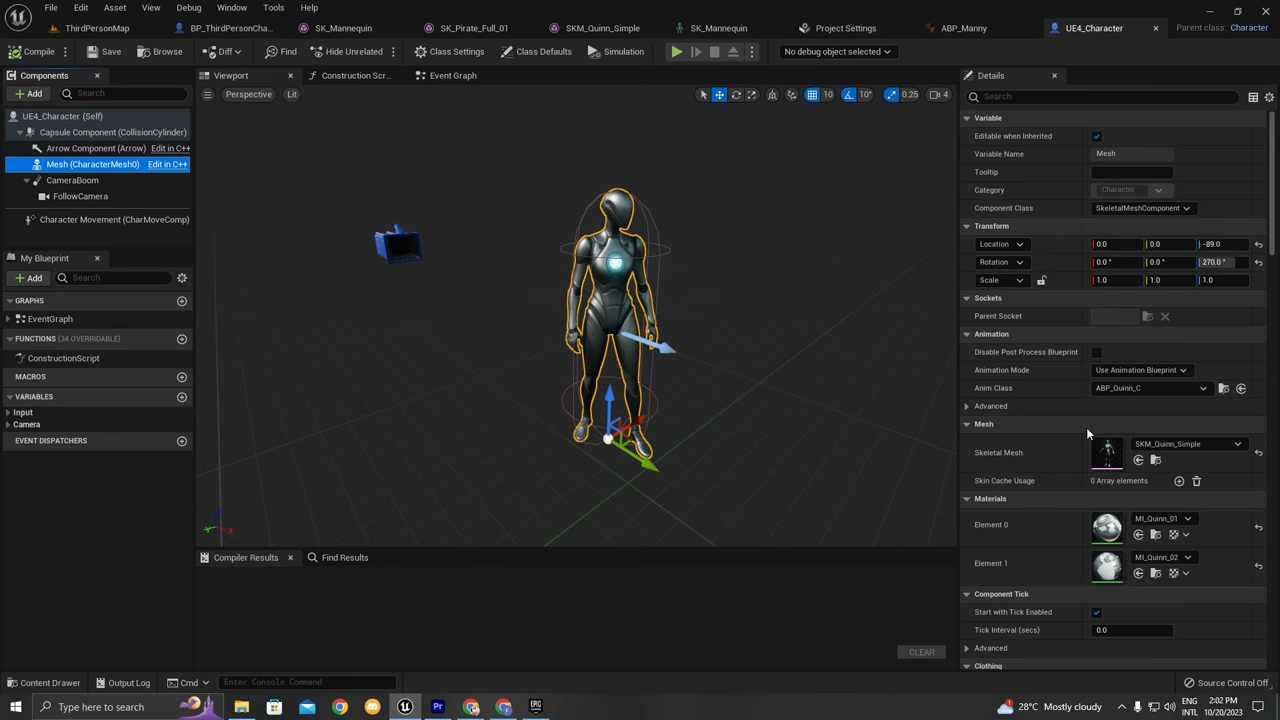 File Edit Asset View Debug Window Tools Help
ThirdPersonMap BP_ThirdPersonCha... SK_Mannequin SK_Pirate_Full_01 SKM_Quinn_Simple SK_Mannequin Project Settings ABP_Manny UE4_Character Parent class: Character
Compile Save Browse Diff Find Hide Unrelated Class Settings Class Defaults Simulation No debug object selected
Components
Add Search
UE4_Character (Self)
Capsule Component (CollisionCylinder)
Arrow Component (Arrow) Edit in C++
Mesh (CharacterMesh0) Edit in C++
CameraBoom
FollowCamera
Character Movement (CharMoveComp)
My Blueprint
Add Search
GRAPHS
EventGraph
FUNCTIONS (34 OVERRIDABLE)
ConstructionScript
MACROS
VARIABLES
Input
Camera
EVENT DISPATCHERS
Viewport Construction Scr... Event Graph
Perspective Lit 10 10° 0.25 4
Compiler Results Find Results
CLEAR
Details
Search
Variable
Editable when Inherited
Variable Name Mesh
Tooltip
Category Character
Component Class SkeletalMeshComponent
Transform
Location 0.0 0.0 -89.0
Rotation 0.0 ° 0.0 ° 270.0 °
Scale 1.0 1.0 1.0
Sockets
Parent Socket
Animation
Disable Post Process Blueprint
Animation Mode Use Animation Blueprint
Anim Class ABP_Quinn_C
Advanced
Mesh
Skeletal Mesh SKM_Quinn_Simple
Skin Cache Usage 0 Array elements
Materials
Element 0 MI_Quinn_01
Element 1 MI_Quinn_02
Component Tick
Start with Tick Enabled
Tick Interval (secs) 0.0
Advanced
Clothing
Content Drawer Output Log Cmd Enter Console Command Source Control Off
Type here to search 28°C Mostly cloudy ENG INTL 2:02 PM 10/20/2023